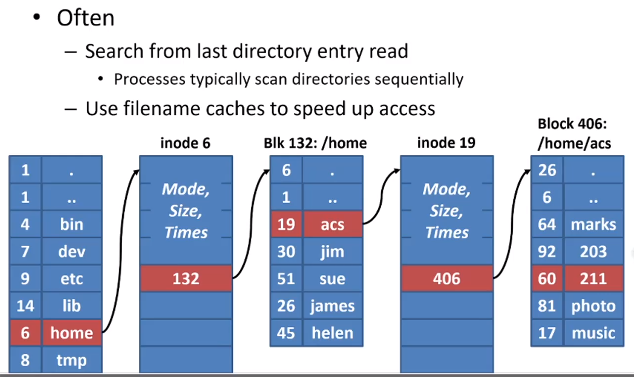 • Often
– Search from last directory entry read
• Processes typically scan directories sequentially
– Use filename caches to speed up access
inode 6
Blk 132: /home
inode 19
Block 406:
/home/acs
1 .
1 ..
4 bin
7 dev
9 etc
14 lib
6 home
8 tmp
Mode,
Size,
Times
132
6 .
1 ..
19 acs
30 jim
51 sue
26 james
45 helen
Mode,
Size,
Times
406
26 .
6 ..
64 marks
92 203
60 211
81 photo
17 music